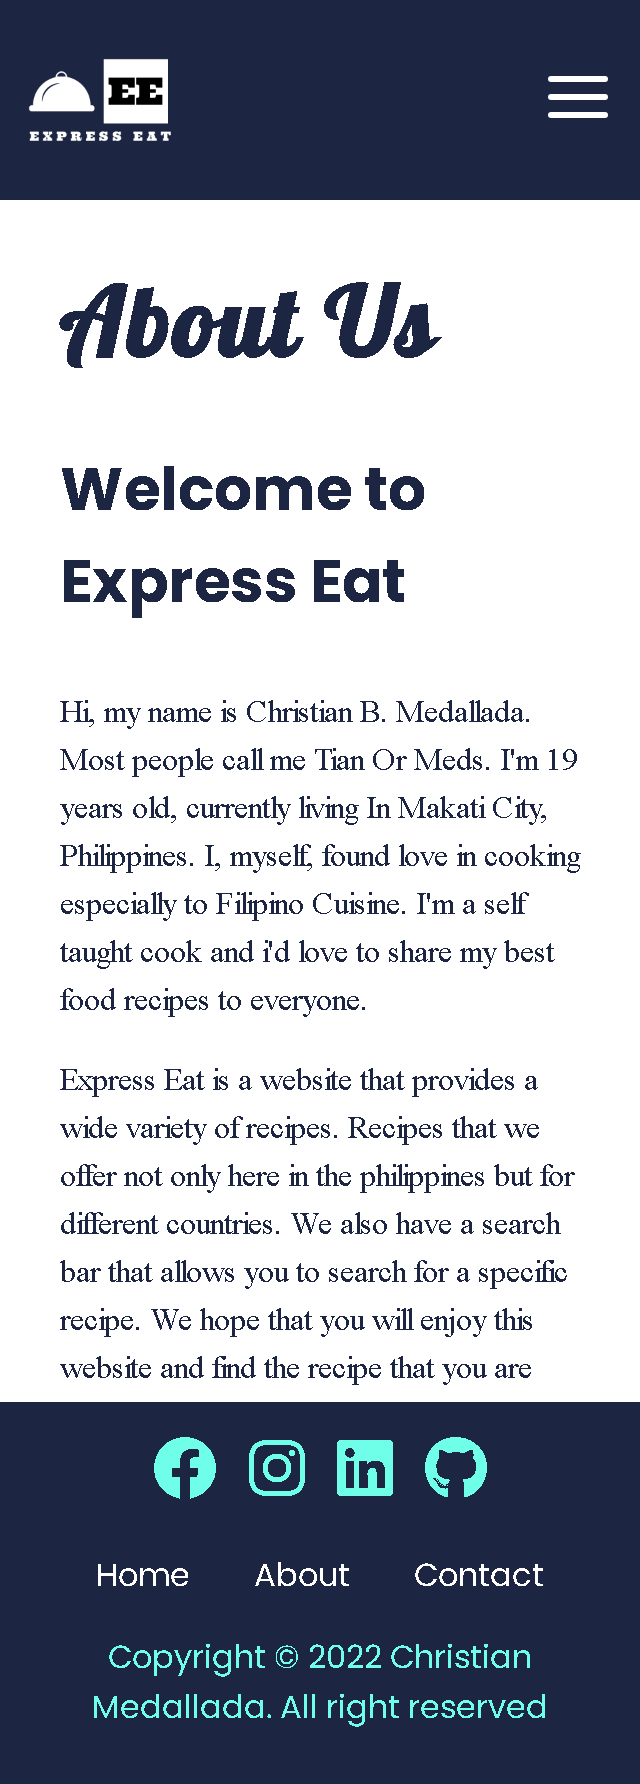 EE
EXPRESS EAT
About Us
Welcome to
Express Eat
Hi, my name is Christian B. Medallada.
Most people call me Tian Or Meds. I'm 19
years old, currently living In Makati City,
Philippines. I, myself, found love in cooking
especially to Filipino Cuisine. I'm a self
taught cook and i'd love to share my best
food recipes to everyone.
Express Eat is a website that provides a
wide variety of recipes. Recipes that we
offer not only here in the philippines but for
different countries. We also have a search
bar that allows you to search for a specific
recipe. We hope that you will enjoy this
website and find the recipe that you are
Home About Contact
Copyright © 2022 Christian
Medallada. All right reserved